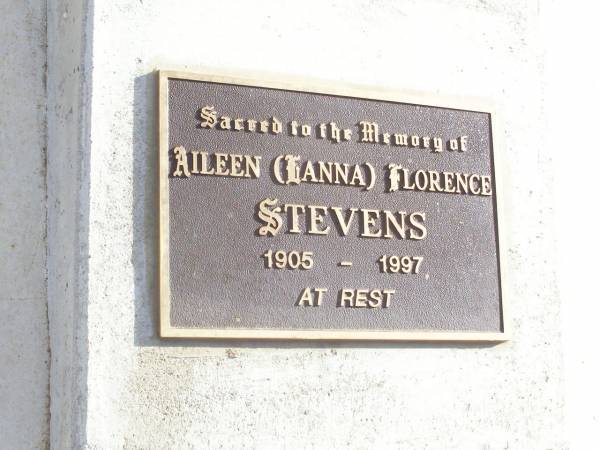 Sacred to the Memory of
AILEEN (LANNA) FLORENCE
STEVENS
1905 - 1997
AT REST